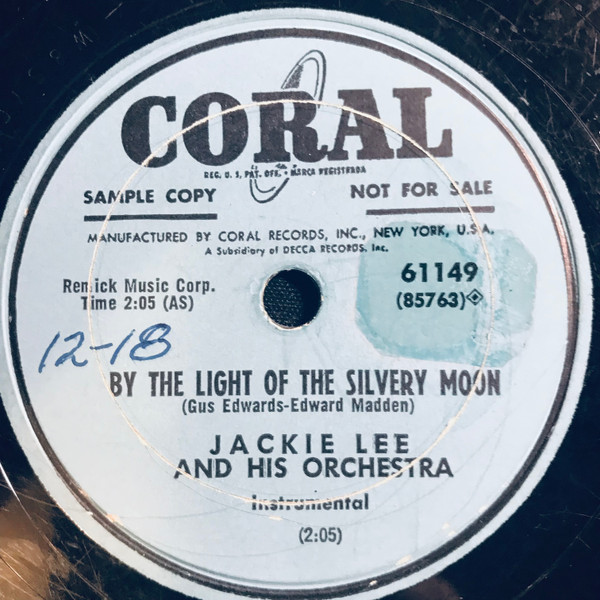 CORAL
REG. U. S. PAT. OFF. • MARCA REGISTRADA
SAMPLE COPY NOT FOR SALE
MANUFACTURED BY CORAL RECORDS, INC., NEW YORK, U.S.A.
A Subsidiary of DECCA RECORDS, Inc.
Remick Music Corp. 61149
Time 2:05 (AS) (85763)
12-18
BY THE LIGHT OF THE SILVERY MOON
(Gus Edwards-Edward Madden)
JACKIE LEE
AND HIS ORCHESTRA
Instrumental
(2:05)